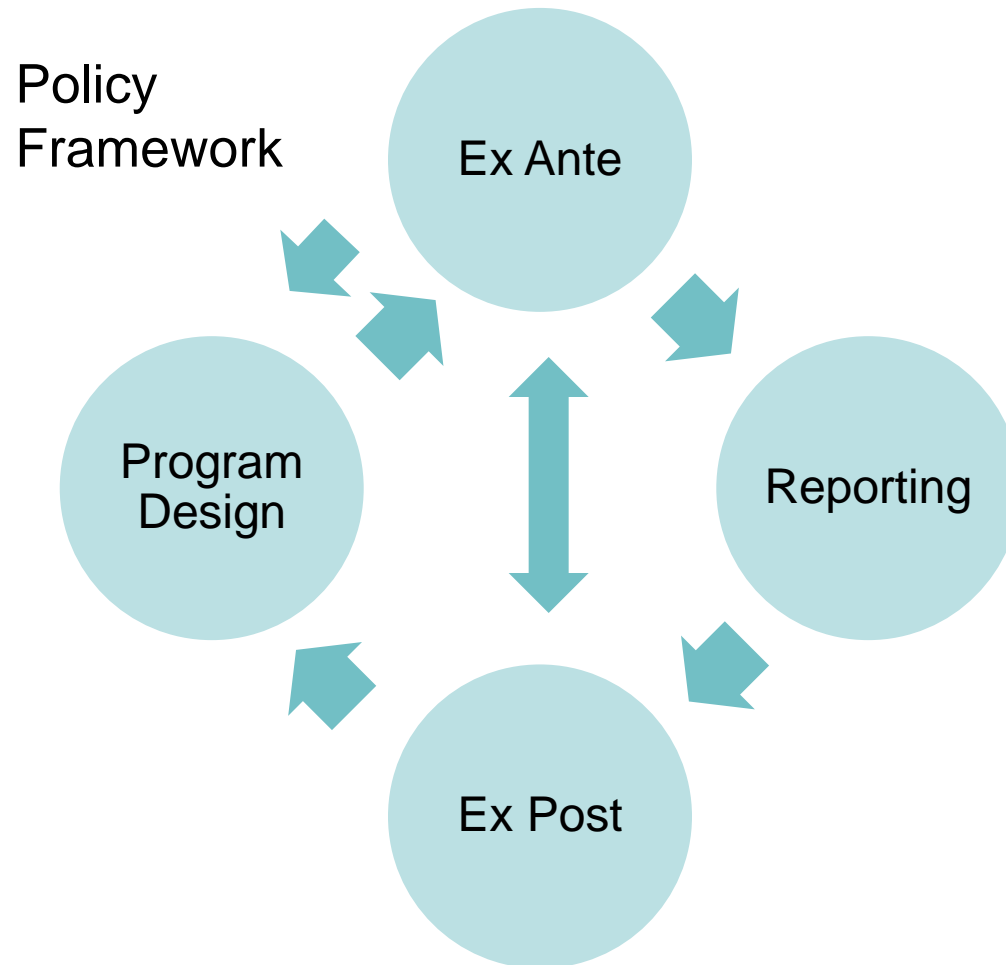 Policy
Framework
Ex Ante
Program
Design
Reporting
Ex Post